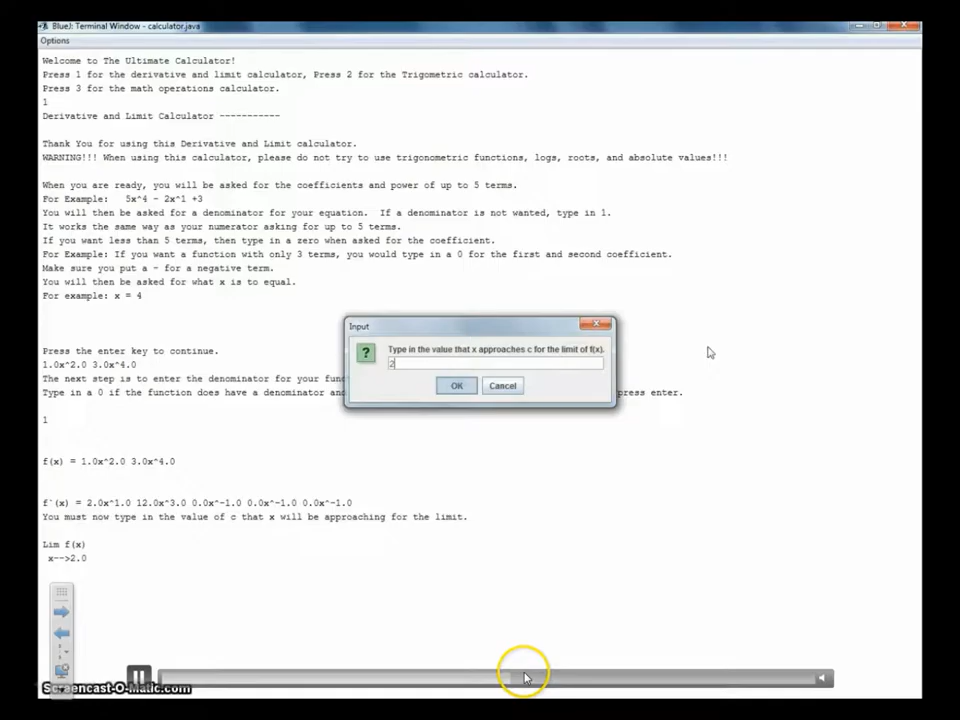 BlueJ: Terminal Window - calculator.java
Options
Welcome to The Ultimate Calculator!
Press 1 for the derivative and limit calculator, Press 2 for the Trigometric calculator.
Press 3 for the math operations calculator.
1
Derivative and Limit Calculator -----------
Thank You for using this Derivative and Limit calculator.
WARNING!!! When using this calculator, please do not try to use trigonometric functions, logs, roots, and absolute values!!!
When you are ready, you will be asked for the coefficients and power of up to 5 terms.
For Example:   5x^4 - 2x^1 +3
You will then be asked for a denominator for your equation.  If a denominator is not wanted, type in 1.
It works the same way as your numerator asking for up to 5 terms.
If you want less than 5 terms, then type in a zero when asked for the coefficient.
For Example: If you want a function with only 3 terms, you would type in a 0 for the first and second coefficient.
Make sure you put a - for a negative term.
You will then be asked for what x is to equal.
For example: x = 4
Input
Type in the value that x approaches c for the limit of f(x).
2
OK Cancel
Press the enter key to continue.
1.0x^2.0 3.0x^4.0
The next step is to enter the denominator for your
Type in a 0 if the function does have a denominator press enter.
1
f(x) = 1.0x^2.0 3.0x^4.0
f`(x) = 2.0x^1.0 12.0x^3.0 0.0x^-1.0 0.0x^-1.0 0.0x^-1.0
You must now type in the value of c that x will be approaching for the limit.
Lim f(x)
x-->2.0
Screencast-O-Matic.com